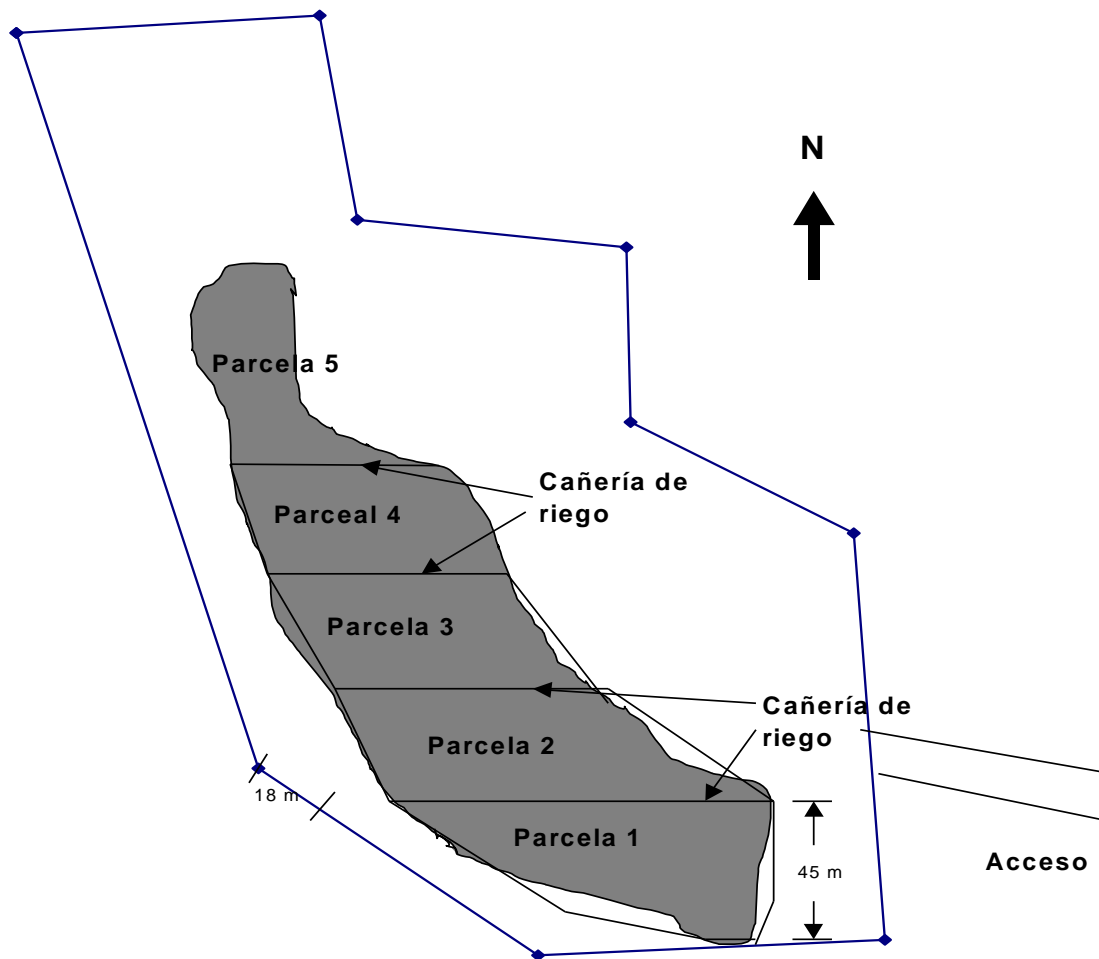 N
Parcela 5
Cañería de
riego
Parceal 4
Parcela 3
Cañería de
riego
Parcela 2
18 m
Parcela 1
Acceso
45 m